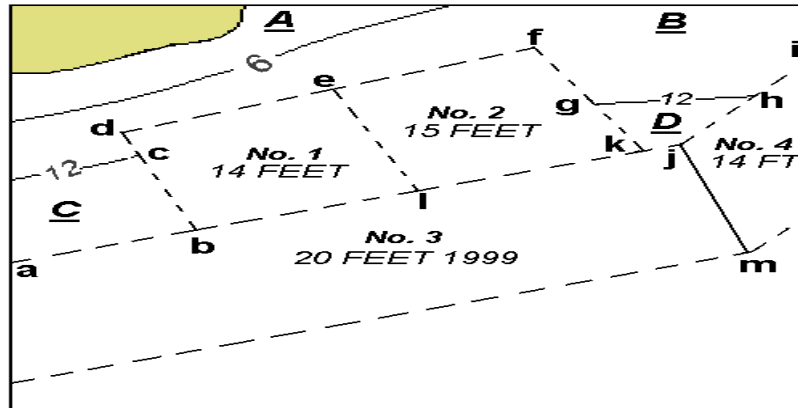 A
B
f
i
6
e
g
12
h
d
No. 2
15 FEET
D
c
No. 1
14 FEET
k
j
No. 4
14 FT
12
C
l
b
No. 3
20 FEET 1999
a
m